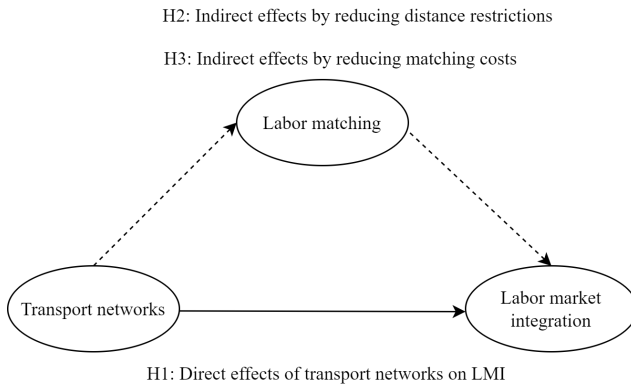 H2: Indirect effects by reducing distance restrictions
H3: Indirect effects by reducing matching costs
Labor matching
Transport networks
Labor market
integration
H1: Direct effects of transport networks on LMI